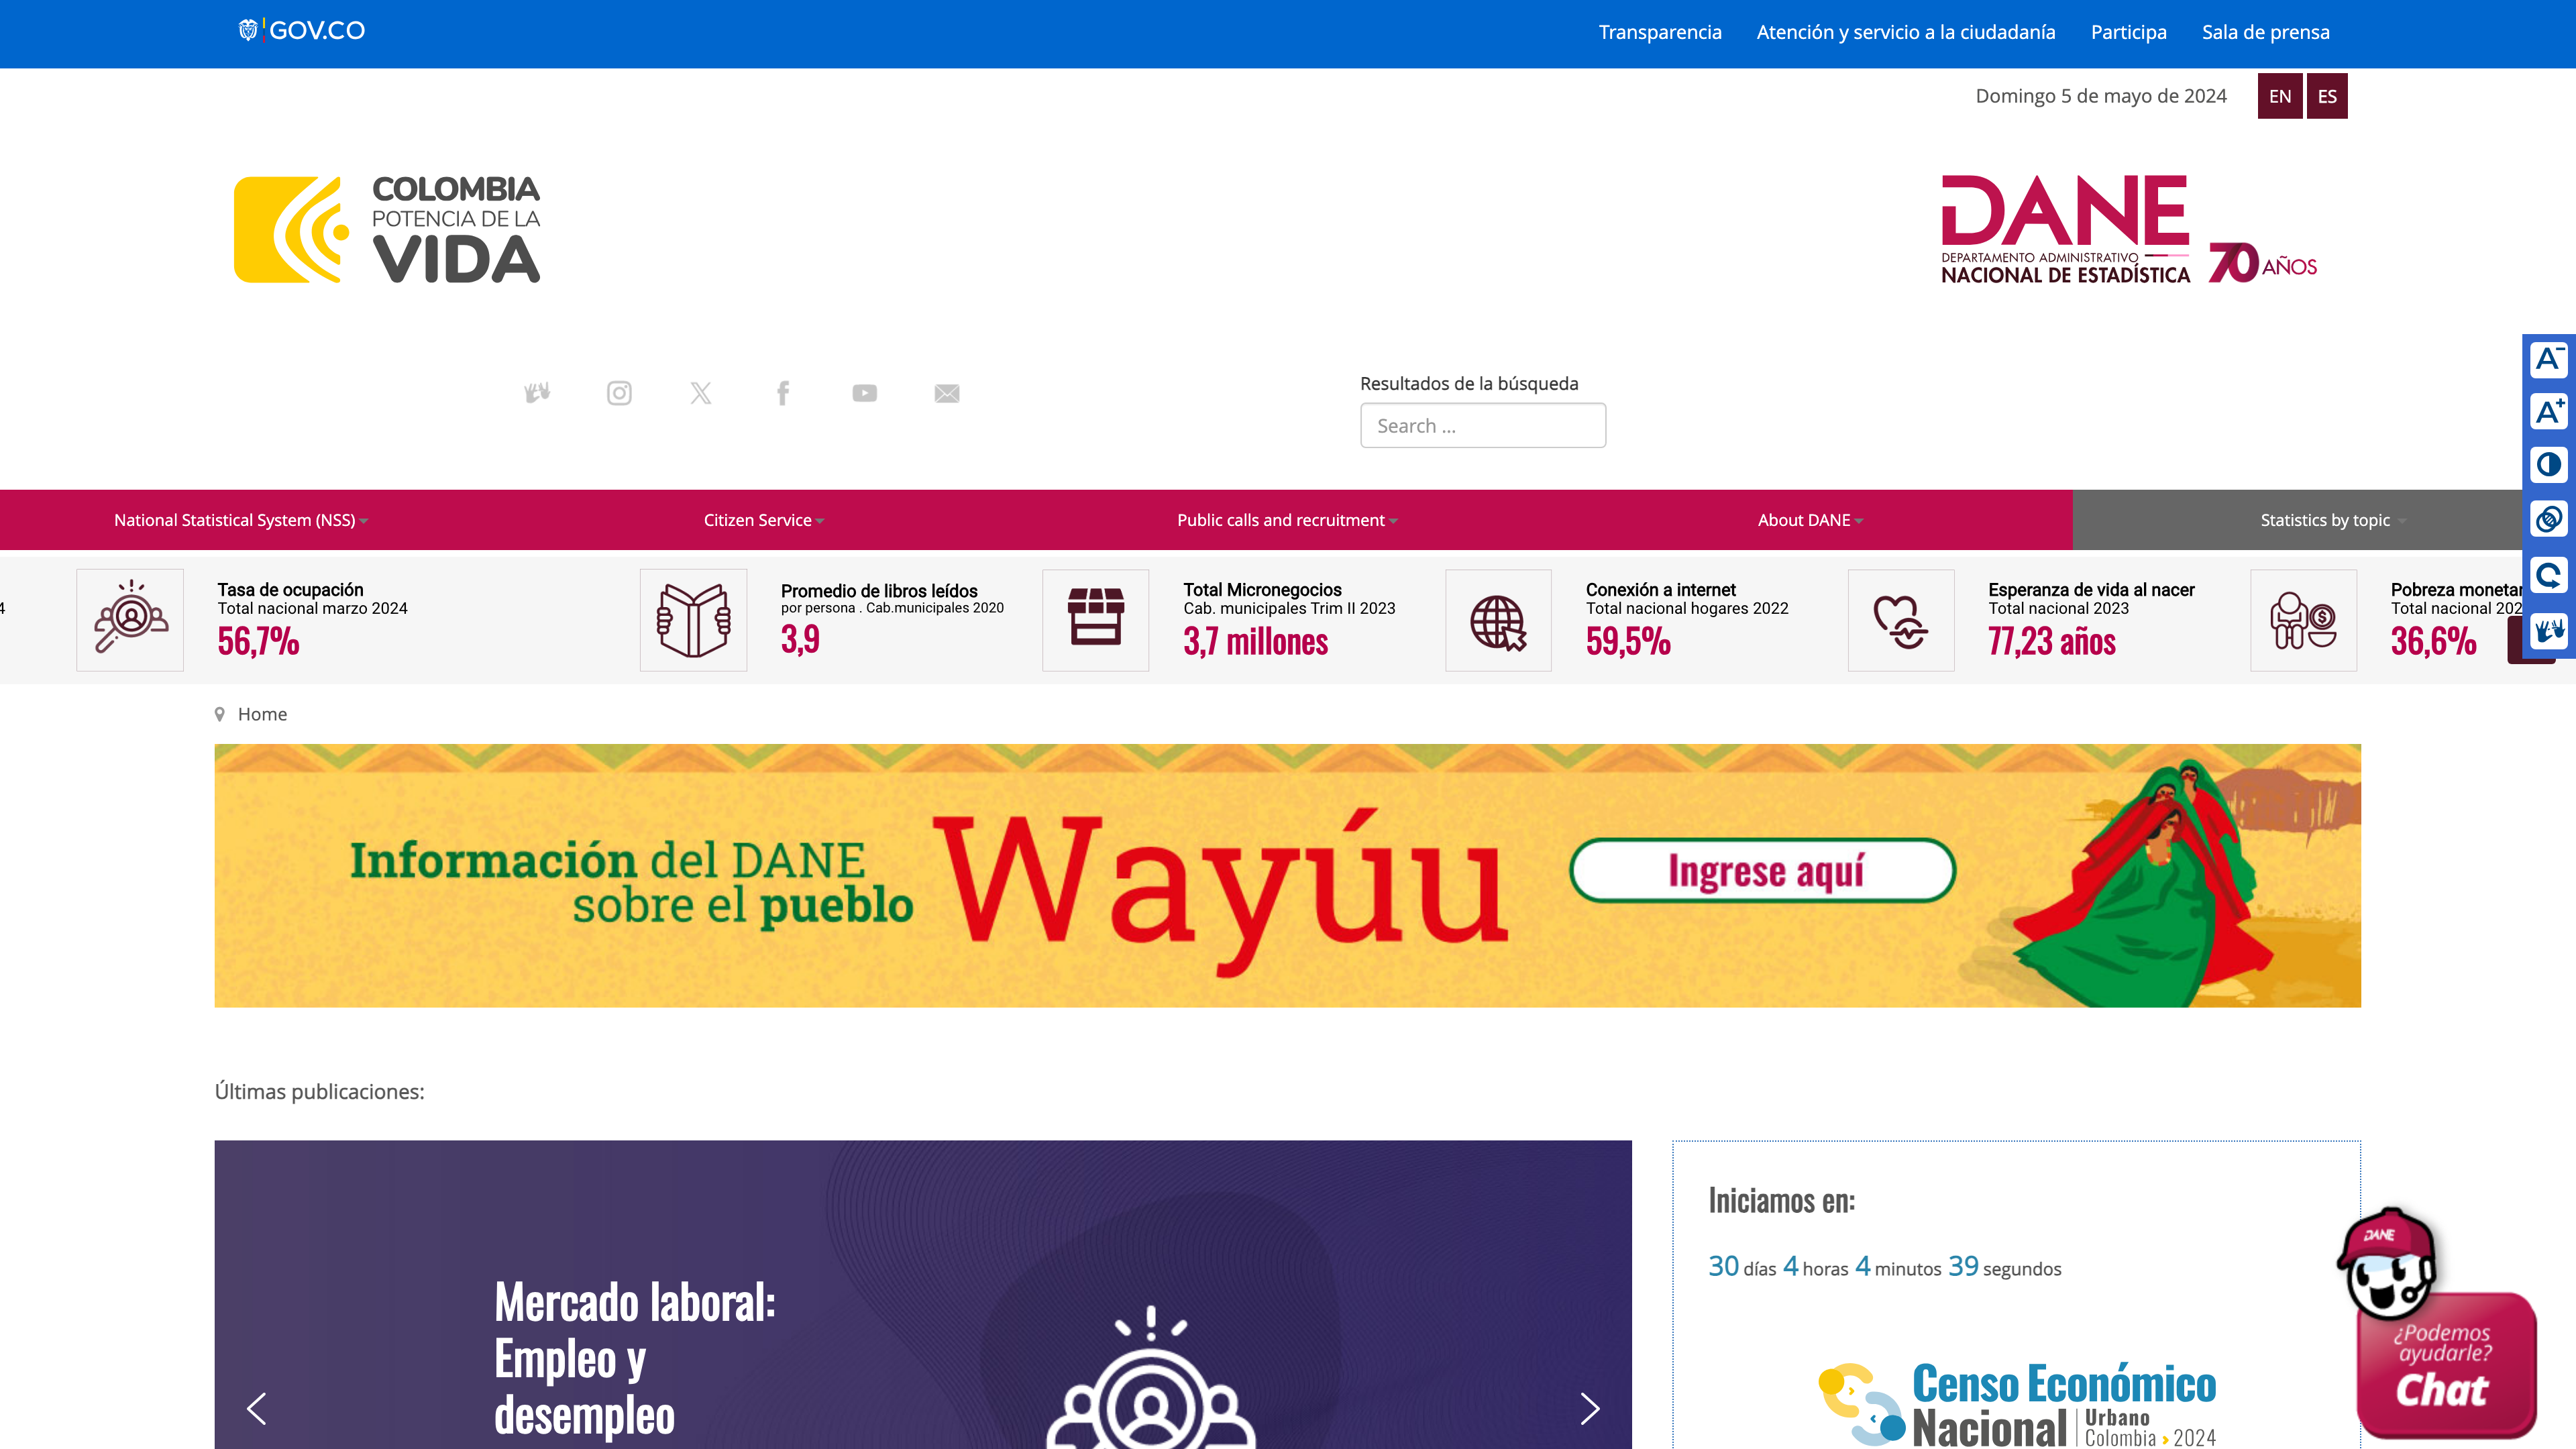 GOV.CO
Transparencia
Atención y servicio a la ciudadanía
Participa
Sala de prensa
Domingo 5 de mayo de 2024
EN
ES
COLOMBIA
POTENCIA DE LA
VIDA
DANE
DEPARTAMENTO ADMINISTRATIVO
NACIONAL DE ESTADÍSTICA
70 AÑOS
Resultados de la búsqueda
Search ...
A-
A+
National Statistical System (NSS)
Citizen Service
Public calls and recruitment
About DANE
Statistics by topic
4
Tasa de ocupación
Total nacional marzo 2024
56,7%
Promedio de libros leídos
por persona . Cab.municipales 2020
3,9
Total Micronegocios
Cab. municipales Trim II 2023
3,7 millones
Conexión a internet
Total nacional hogares 2022
59,5%
Esperanza de vida al nacer
Total nacional 2023
77,23 años
Pobreza monetar
Total nacional 202
36,6%
Home
Información del DANE
sobre el pueblo
Wayúu
Ingrese aquí
Últimas publicaciones:
Mercado laboral:
Empleo y
desempleo
Iniciamos en:
30 días 4 horas 4 minutos 39 segundos
Censo Económico
Nacional
Urbano
Colombia 2024
DANE
¿Podemos
ayudarle?
Chat